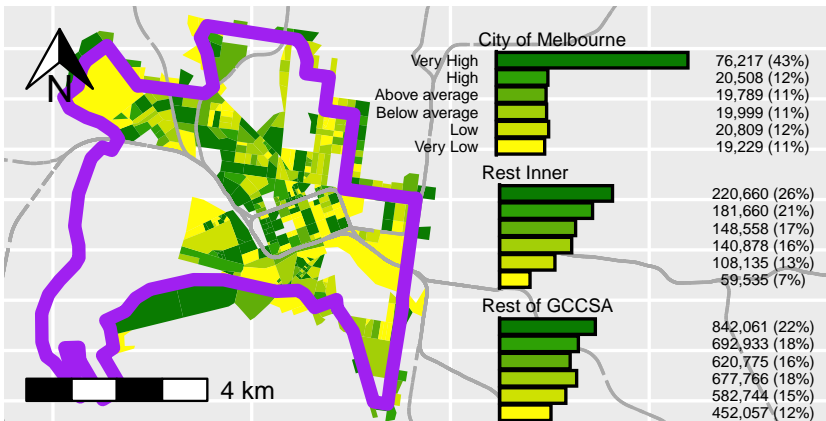 N
4 km
City of Melbourne
Very High 76,217 (43%)
High 20,508 (12%)
Above average 19,789 (11%)
Below average 19,999 (11%)
Low 20,809 (12%)
Very Low 19,229 (11%)
Rest Inner
220,660 (26%)
181,660 (21%)
148,558 (17%)
140,878 (16%)
108,135 (13%)
59,535 (7%)
Rest of GCCSA
842,061 (22%)
692,933 (18%)
620,775 (16%)
677,766 (18%)
582,744 (15%)
452,057 (12%)